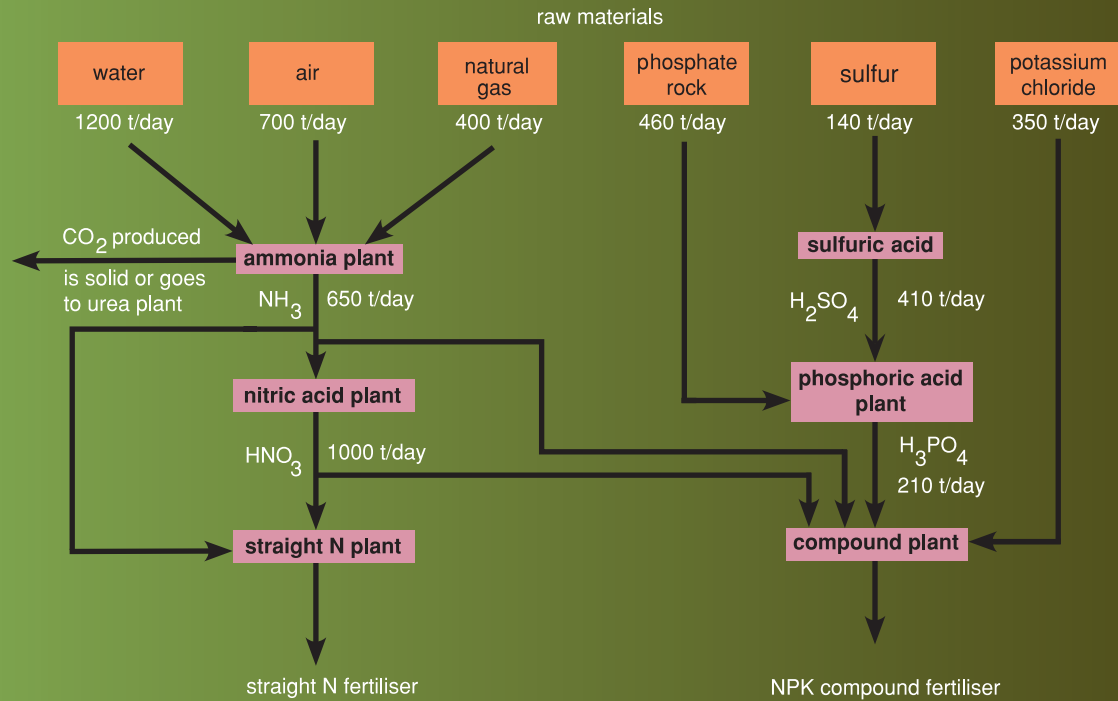 raw materials
water
air
natural
gas
phosphate
rock
sulfur
potassium
chloride
1200 t/day
700 t/day
400 t/day
460 t/day
140 t/day
350 t/day
CO2 produced
is solid or goes
to urea plant
ammonia plant
sulfuric acid
NH3
650 t/day
H2SO4
410 t/day
nitric acid plant
phosphoric acid
plant
HNO3
1000 t/day
H3PO4
210 t/day
straight N plant
compound plant
straight N fertiliser
NPK compound fertiliser